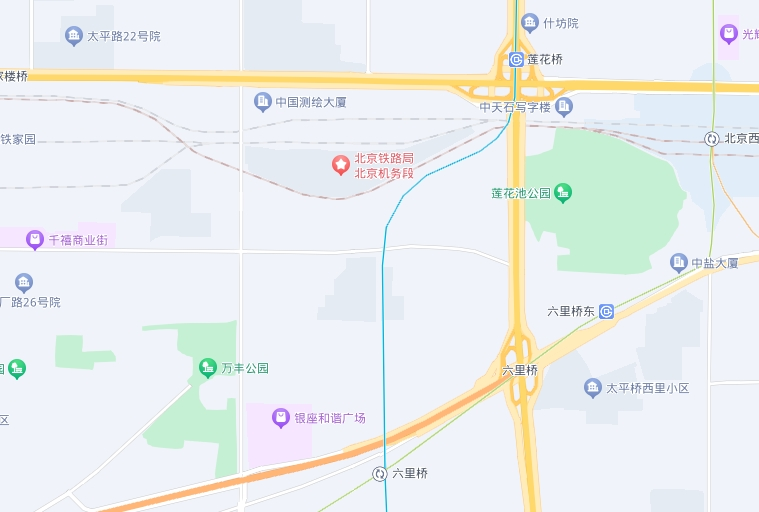 什坊院
太平路22号院
光
莲花桥
家楼桥
中国测绘大厦
中天石写字楼
铁家园
北京西
北京铁路局
北京机务段
莲花池公园
千禧商业街
中盐大厦
厂路26号院
六里桥东
万丰公园
六里桥
太平桥西里小区
银座和谐广场
区
六里桥